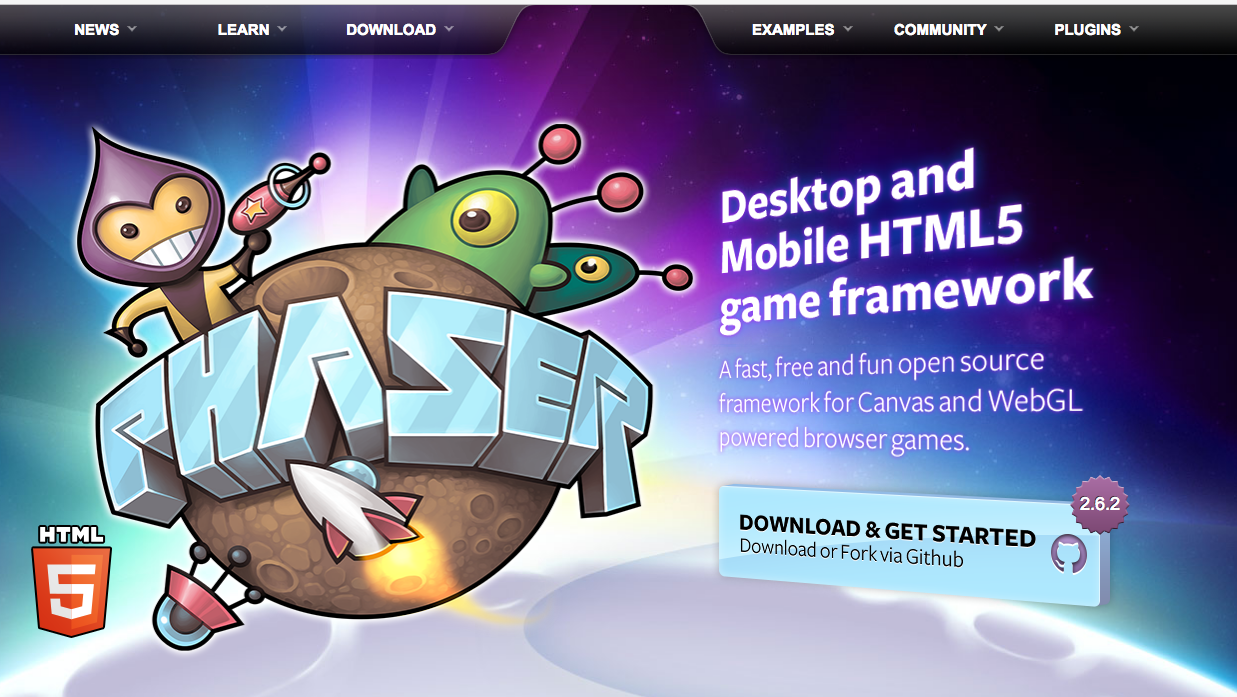 NEWS
LEARN
DOWNLOAD
EXAMPLES
COMMUNITY
PLUGINS
PHASER
HTML
5
Desktop and
Mobile HTML5
game framework
A fast, free and fun open source
framework for Canvas and WebGL
powered browser games.
2.6.2
DOWNLOAD & GET STARTED
Download or Fork via Github